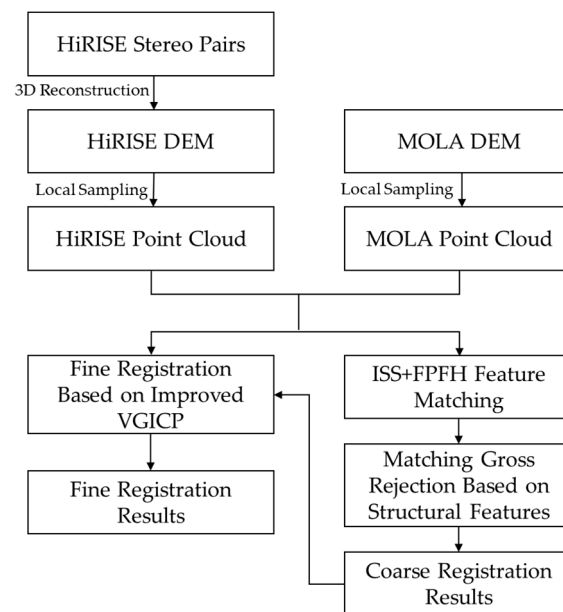 HiRISE Stereo Pairs
3D Reconstruction
HiRISE DEM
MOLA DEM
Local Sampling
Local Sampling
HiRISE Point Cloud
MOLA Point Cloud
Fine Registration
Based on Improved
VGICP
ISS+FPFH Feature
Matching
Fine Registration
Results
Matching Gross
Rejection Based on
Structural Features
Coarse Registration
Results